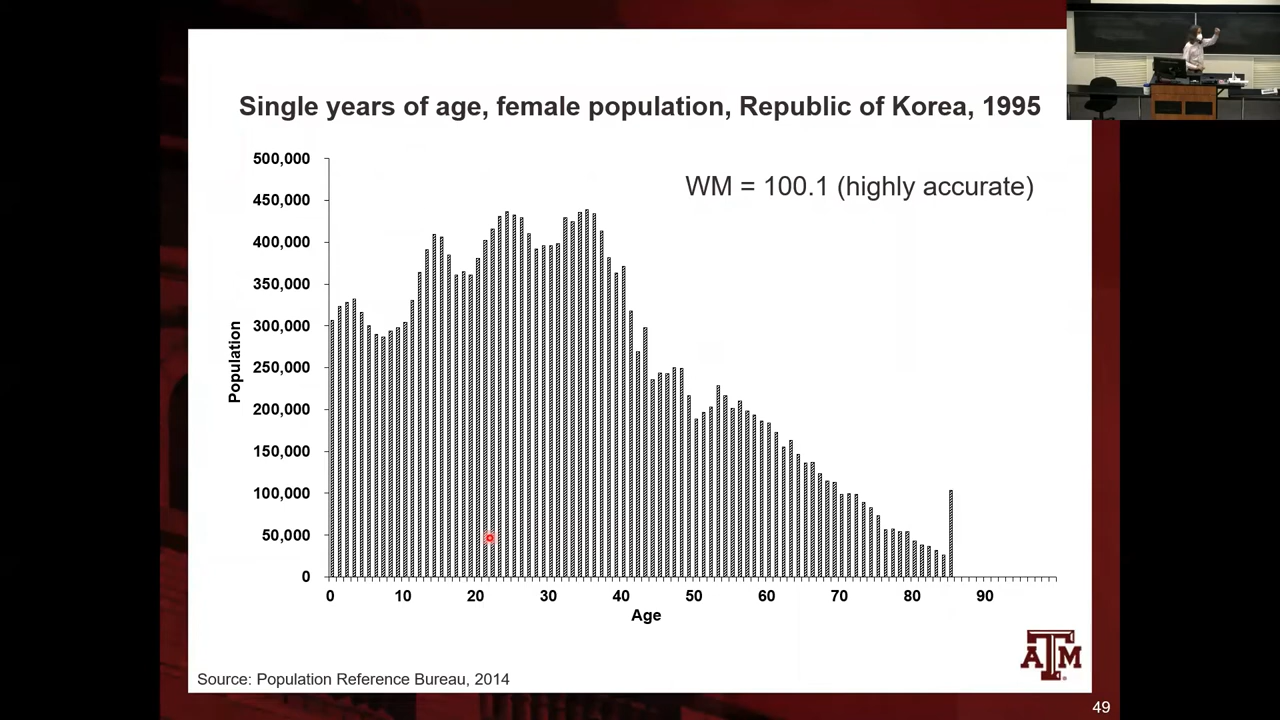 Single years of age, female population, Republic of Korea, 1995
WM = 100.1 (highly accurate)
500,000
450,000
400,000
350,000
300,000
250,000
200,000
150,000
100,000
50,000
0
Population
0 10 20 30 40 50 60 70 80 90
Age
ATM
Source: Population Reference Bureau, 2014
49